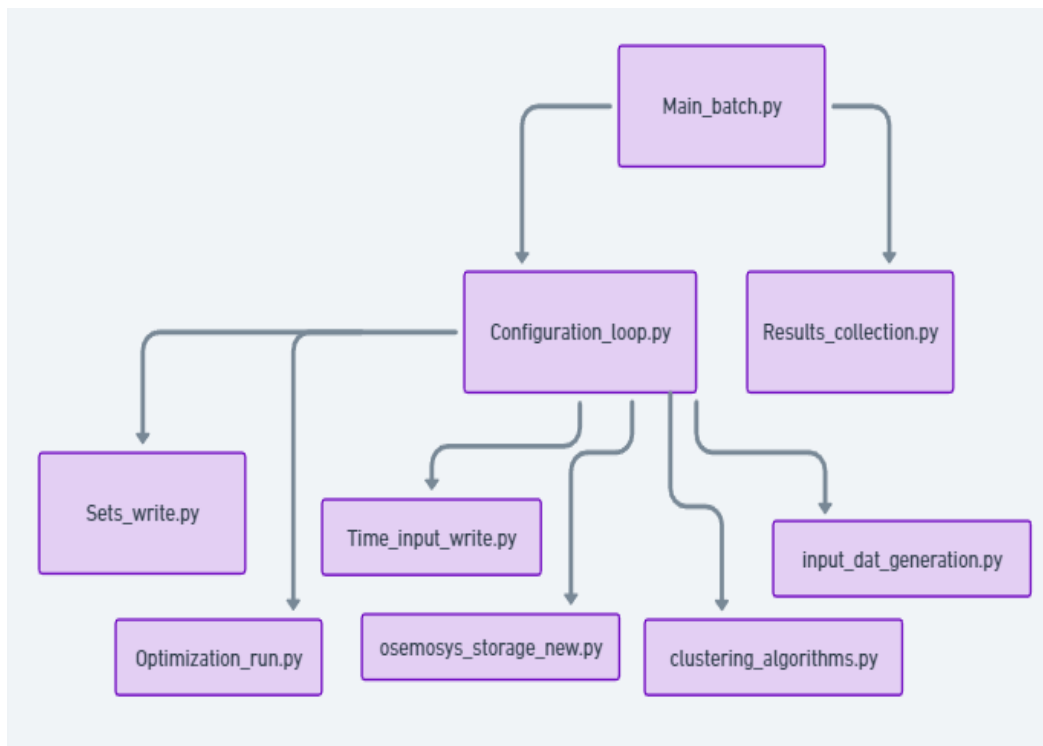 Main_batch.py
Configuration_loop.py
Results_collection.py
Sets_write.py
Time_input_write.py
input_dat_generation.py
Optimization_run.py
osemosys_storage_new.py
clustering_algorithms.py